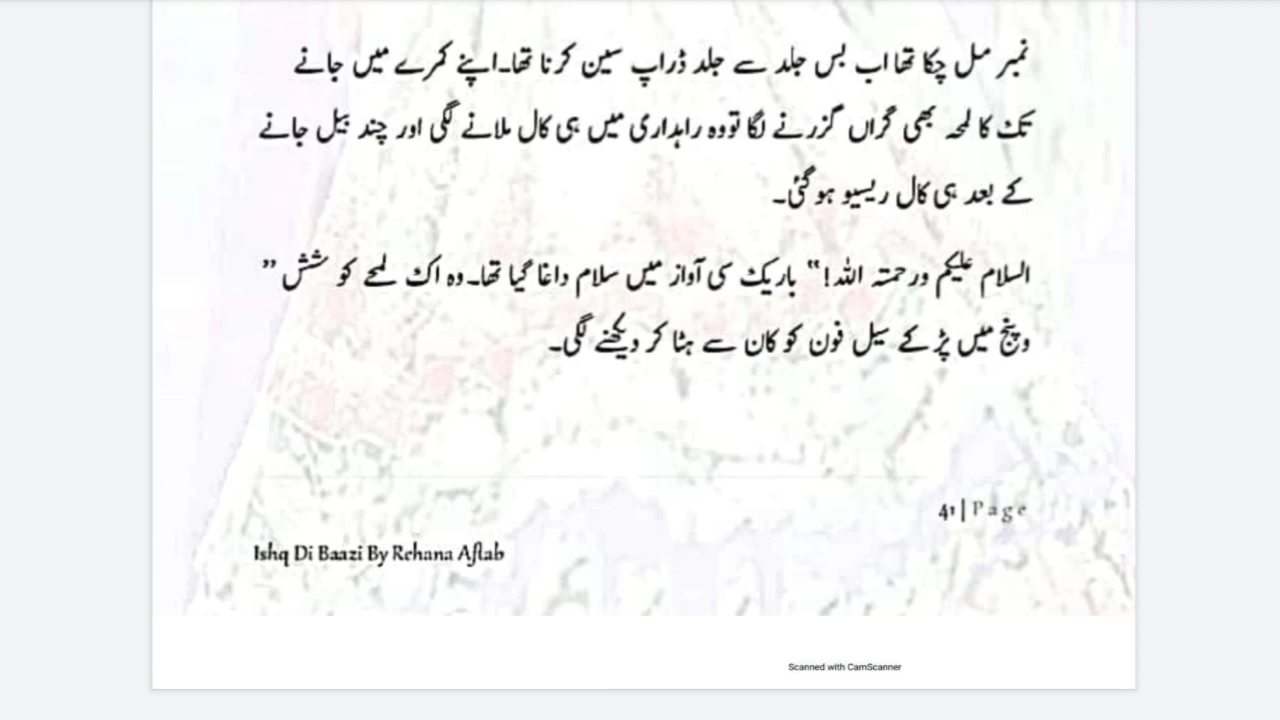 نمبر مل چکا تھا اب بس جلد سے جلد ڈراپ سین کرنا تھا۔اپنے کمرے میں جانے
تک کا لمحہ بھی گراں گزرنے لگا تووہ راہداری میں ہی کال ملانے لگی اور چند بیل جانے
کے بعد ہی کال ریسیو ہوگئی۔
السلام علیکم ورحمتہ اللہ!“ باریک سی آواز میں سلام داغا گیا تھا۔وہ اک لمحے کو شش ”
وپنج میں پڑ کے سیل فون کو کان سے ہٹا کر دیکھنے لگی۔
41 | Page
Ishq Di Baazi By Rehana Aftab
Scanned with CamScanner